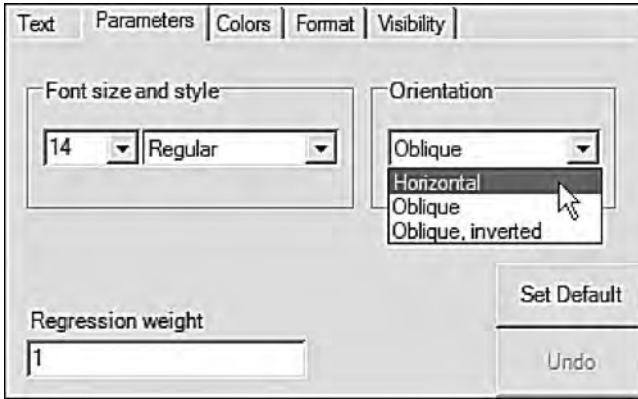 Text Parameters Colors Format Visibility
Font size and style
Orientation
14 Regular
Oblique
Horizontal
Oblique
Oblique, inverted
Set Default
Regression weight
1
Undo